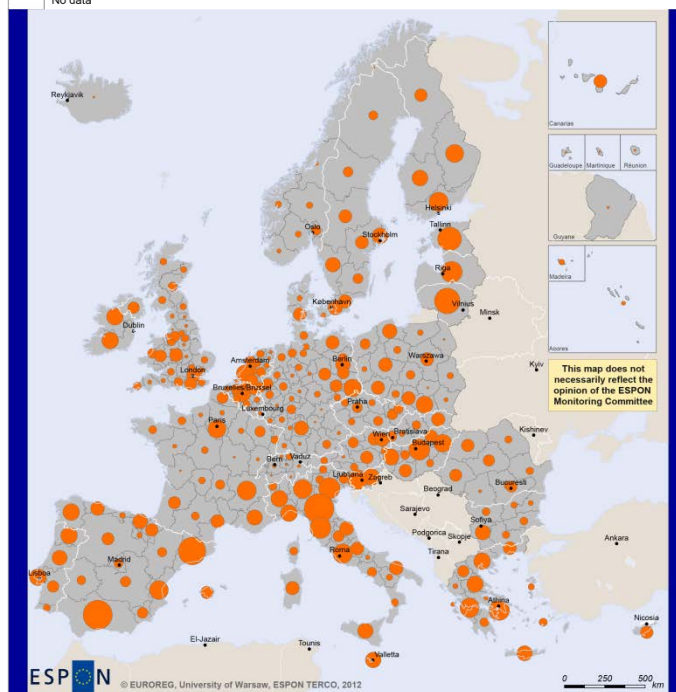 No data
Reykjavik
Canarias
Guadeloupe
Martinique
Réunion
Guyane
Madeira
Acores
This map does not
necessarily reflect the
opinion of the ESPON
Monitoring Committee
Helsinki
Tallinn
Oslo
Stockholm
Riga
København
Vilnius
Minsk
Dublin
Amsterdam
Berlin
Warszawa
London
Bruxelles/Brussel
Kyiv
Luxembourg
Praha
Paris
Wien
Bratislava
Kishinev
Budapest
Bern
Vaduz
Ljubljana
Zagreb
Beograd
Bucuresti
Sarajevo
Podgorica
Skopje
Sofiya
Roma
Tirana
Ankara
Madrid
Lisboa
Athina
Nicosia
El-Jazair
Tounis
Valletta
ESPON
© EUROREG, University of Warsaw, ESPON TERCO, 2012
0 250 500
km